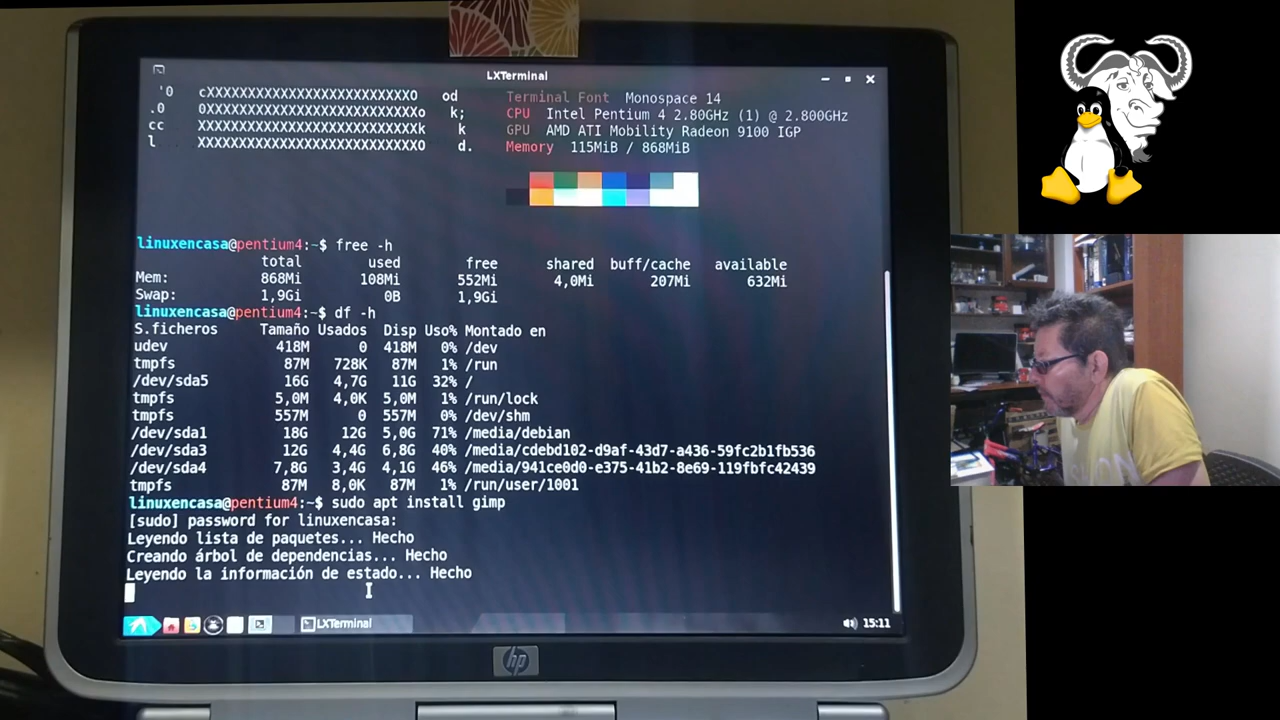 LXTerminal
'0 cXXXXXXXXXXXXXXXXXXXXXXXXXO od Terminal Font Monospace 14
.0 0XXXXXXXXXXXXXXXXXXXXXXXXXXo k; CPU Intel Pentium 4 2.80GHz (1) @ 2.800GHz
cc XXXXXXXXXXXXXXXXXXXXXXXXXXXk k GPU AMD ATI Mobility Radeon 9100 IGP
l XXXXXXXXXXXXXXXXXXXXXXXXXXXO d. Memory 115MiB / 868MiB
linuxencasa@pentium4:~$ free -h
total used free shared buff/cache available
Mem: 868Mi 108Mi 552Mi 4,0Mi 207Mi 632Mi
Swap: 1,9Gi 0B 1,9Gi
linuxencasa@pentium4:~$ df -h
S.ficheros Tamaño Usados Disp Uso% Montado en
udev 418M 0 418M 0% /dev
tmpfs 87M 728K 87M 1% /run
/dev/sda5 16G 4,7G 11G 32% /
tmpfs 5,0M 4,0K 5,0M 1% /run/lock
tmpfs 557M 0 557M 0% /dev/shm
/dev/sda1 18G 12G 5,0G 71% /media/debian
/dev/sda3 12G 4,4G 6,8G 40% /media/cdebd102-d9af-43d7-a436-59fc2b1fb536
/dev/sda4 7,8G 3,4G 4,1G 46% /media/941ce0d0-e375-41b2-8e69-119fbfc42439
tmpfs 87M 8,0K 87M 1% /run/user/1001
linuxencasa@pentium4:~$ sudo apt install gimp
[sudo] password for linuxencasa:
Leyendo lista de paquetes... Hecho
Creando árbol de dependencias... Hecho
Leyendo la información de estado... Hecho
LXTerminal 15:11
hp